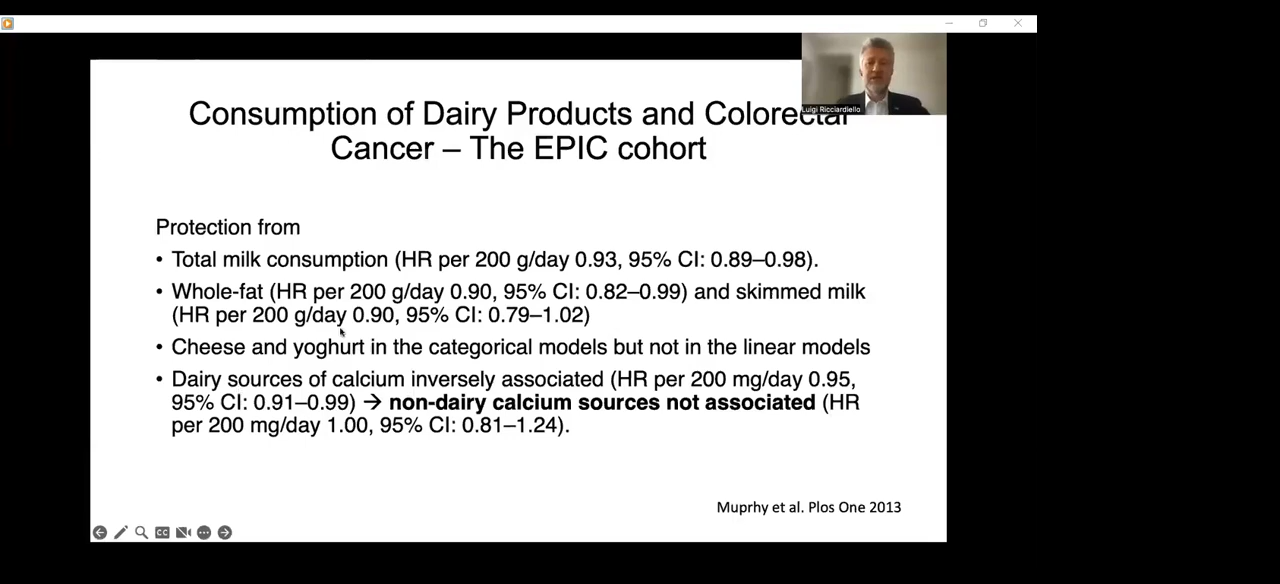 Luigi Ricciardiello
Consumption of Dairy Products and Colorectal
Cancer – The EPIC cohort
Protection from
• Total milk consumption (HR per 200 g/day 0.93, 95% CI: 0.89–0.98).
• Whole-fat (HR per 200 g/day 0.90, 95% CI: 0.82–0.99) and skimmed milk
(HR per 200 g/day 0.90, 95% CI: 0.79–1.02)
• Cheese and yoghurt in the categorical models but not in the linear models
• Dairy sources of calcium inversely associated (HR per 200 mg/day 0.95,
95% CI: 0.91–0.99) → non-dairy calcium sources not associated (HR
per 200 mg/day 1.00, 95% CI: 0.81–1.24).
Muprhy et al. Plos One 2013
CC